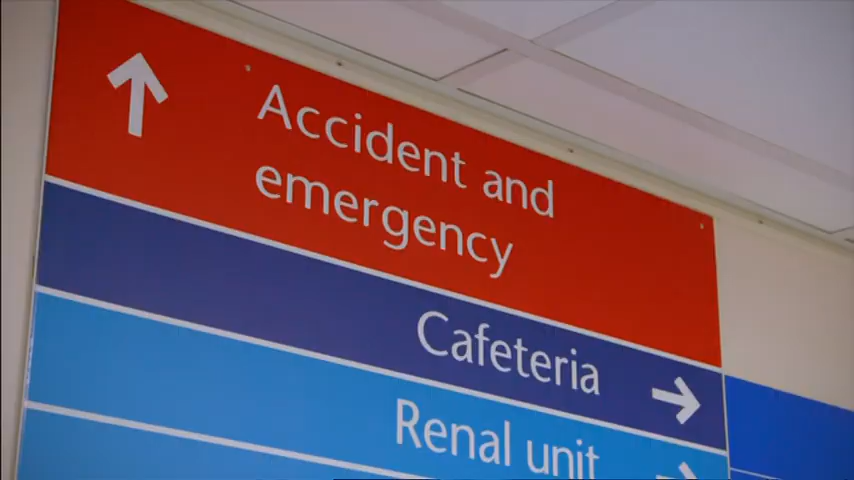 Accident and
emergency
Cafeteria
Renal unit